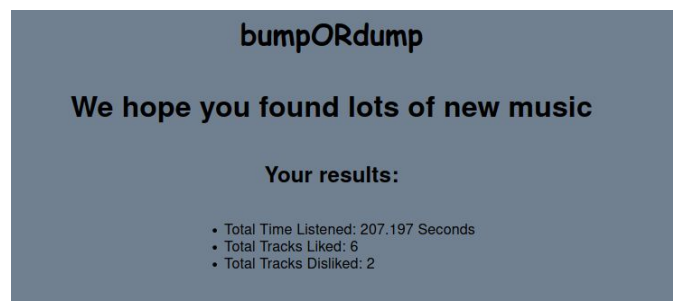 bumpORdump
We hope you found lots of new music
Your results:
• Total Time Listened: 207.197 Seconds
• Total Tracks Liked: 6
• Total Tracks Disliked: 2